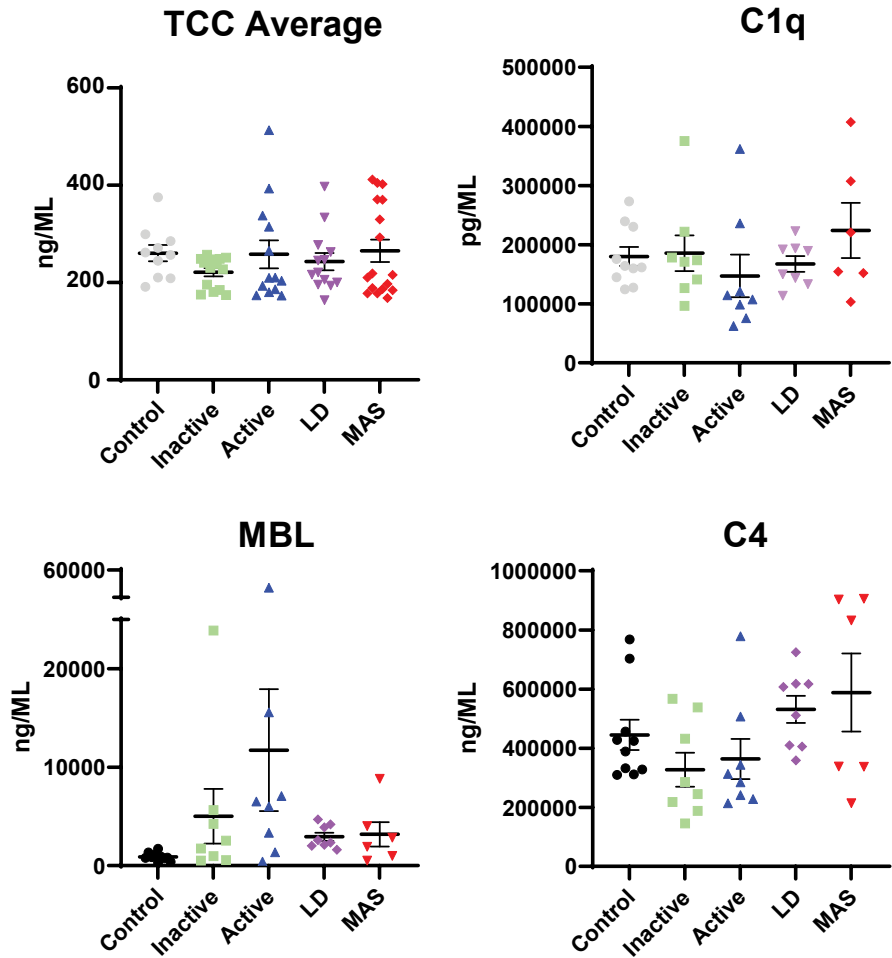 TCC Average
ng/ML
600
400
200
0
Control
Inactive
Active
LD
MAS
C1q
pg/ML
500000
400000
300000
200000
100000
0
Control
Inactive
Active
LD
MAS
MBL
ng/ML
60000
20000
10000
0
Control
Inactive
Active
LD
MAS
C4
ng/ML
1000000
800000
600000
400000
200000
0
Control
Inactive
Active
LD
MAS